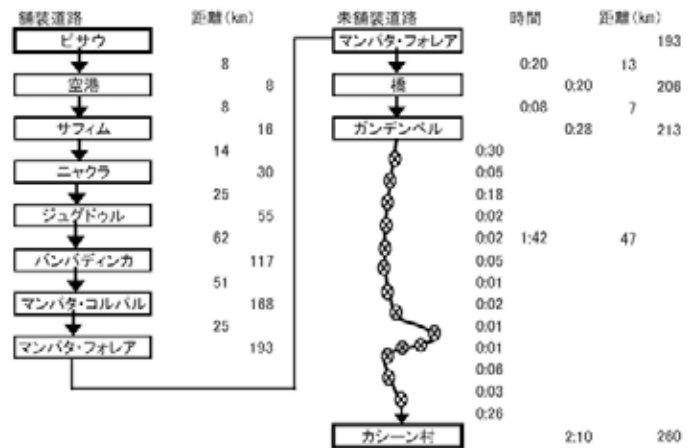 舗装道路 距離(km) 未舗装道路 時間 距離(km)
ビサウ マンパタ・フォレア 193
8 0:20 13
空港 8 橋 0:20 206
8 0:08 7
サフィム 16 ガンデンベル 0:28 213
14 0:30
0:05
ニャクラ 30
25 0:18
ジュグドゥル 55 0:02
62 0:02 1:42 47
バンバディンカ 117 0:05
51 0:01
マンパタ・コルバル 168 0:02
25 0:01
マンパタ・フォレア 193 0:01
0:06
0:03
0:26
カシーン村 2:10 260